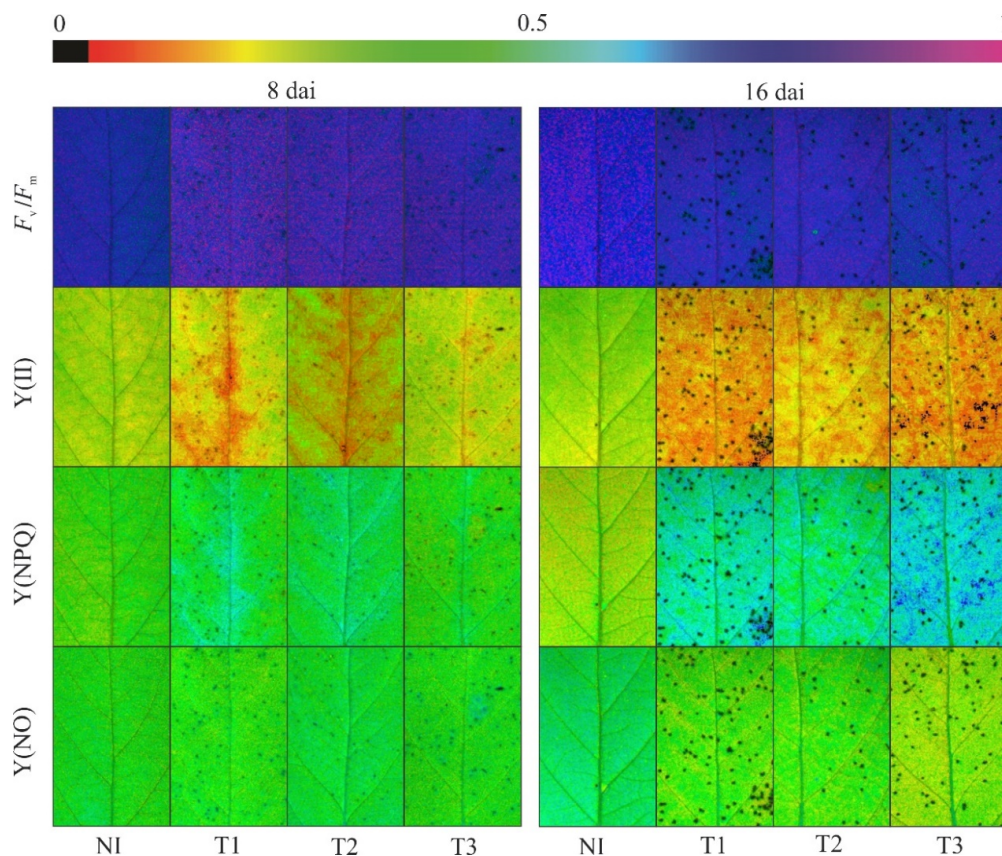 0 0.5
8 dai 16 dai
Fv/Fm
Y(II)
Y(NPQ)
Y(NO)
NI T1 T2 T3 NI T1 T2 T3